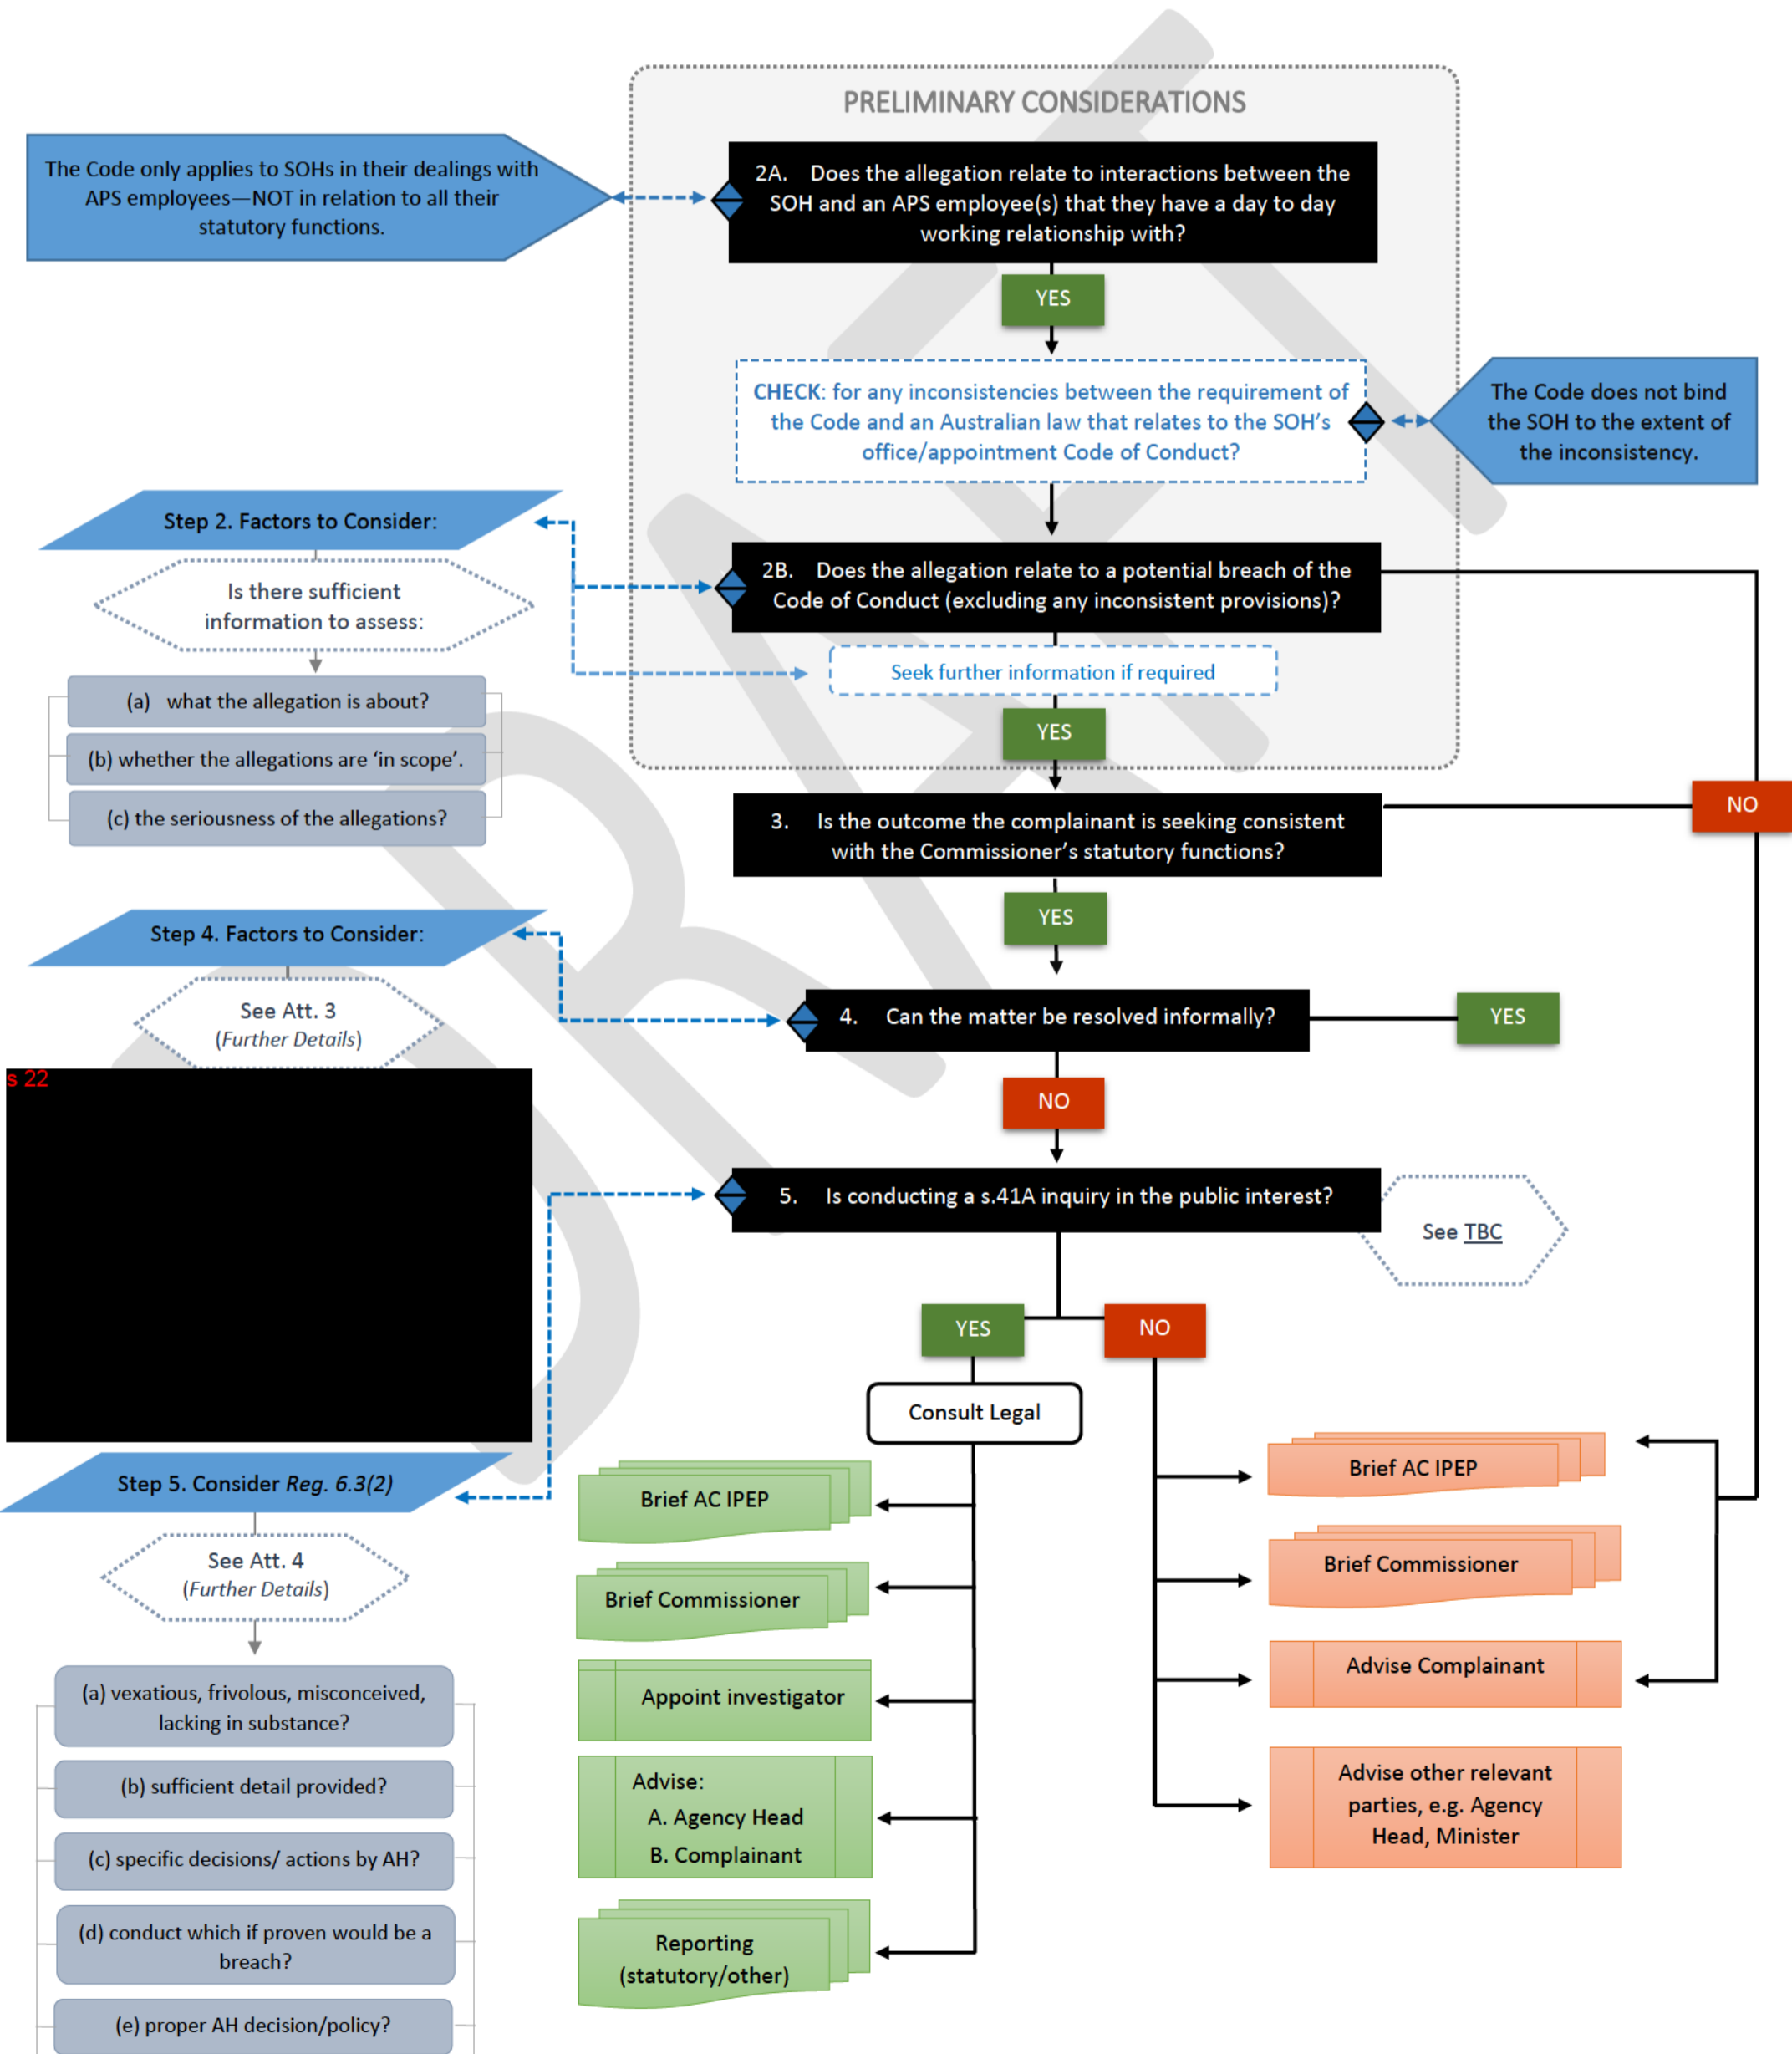 PRELIMINARY CONSIDERATIONS
The Code only applies to SOHs in their dealings with
APS employees—NOT in relation to all their
statutory functions.
2A. Does the allegation relate to interactions between the
SOH and an APS employee(s) that they have a day to day
working relationship with?
YES
CHECK: for any inconsistencies between the requirement of
the Code and an Australian law that relates to the SOH's
office/appointment Code of Conduct?
The Code does not bind
the SOH to the extent of
the inconsistency.
Step 2. Factors to Consider:
Is there sufficient
information to assess:
(a) what the allegation is about?
(b) whether the allegations are 'in scope'.
(c) the seriousness of the allegations?
2B. Does the allegation relate to a potential breach of the
Code of Conduct (excluding any inconsistent provisions)?
Seek further information if required
YES
NO
3. Is the outcome the complainant is seeking consistent
with the Commissioner's statutory functions?
YES
Step 4. Factors to Consider:
See Att. 3
(Further Details)
s 22
4. Can the matter be resolved informally?
YES
NO
5. Is conducting a s.41A inquiry in the public interest?
See TBC
YES
NO
Consult Legal
Step 5. Consider Reg. 6.3(2)
See Att. 4
(Further Details)
(a) vexatious, frivolous, misconceived,
lacking in substance?
(b) sufficient detail provided?
(c) specific decisions/ actions by AH?
(d) conduct which if proven would be a
breach?
(e) proper AH decision/policy?
Brief AC IPEP
Brief Commissioner
Appoint investigator
Advise:
A. Agency Head
B. Complainant
Reporting
(statutory/other)
Brief AC IPEP
Brief Commissioner
Advise Complainant
Advise other relevant
parties, e.g. Agency
Head, Minister
DRAFT